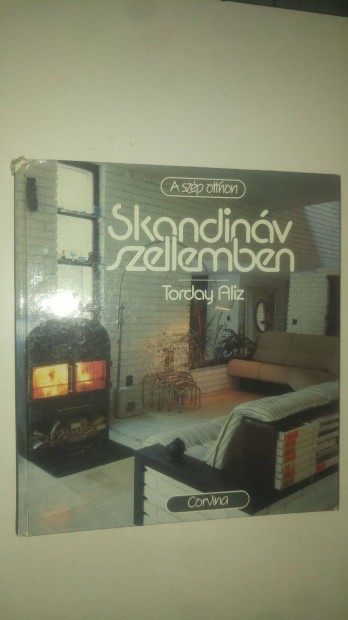 A szép otthon
Skandináv
szellemben
Torday Aliz
Corvina